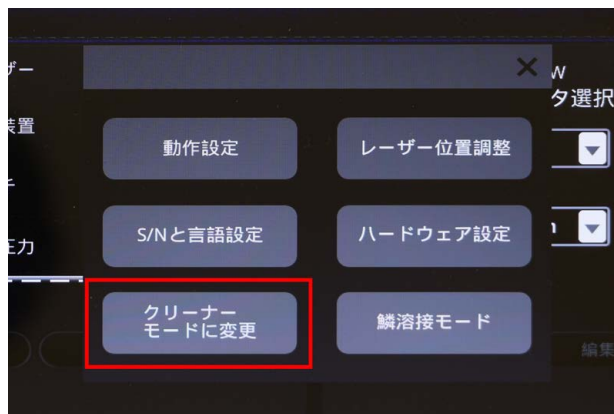 ザー
W
タ選択
装置
動作設定
レーザー位置調整
S/Nと言語設定
ハードウェア設定
圧力
クリーナー
モードに変更
鱗溶接モード
編集